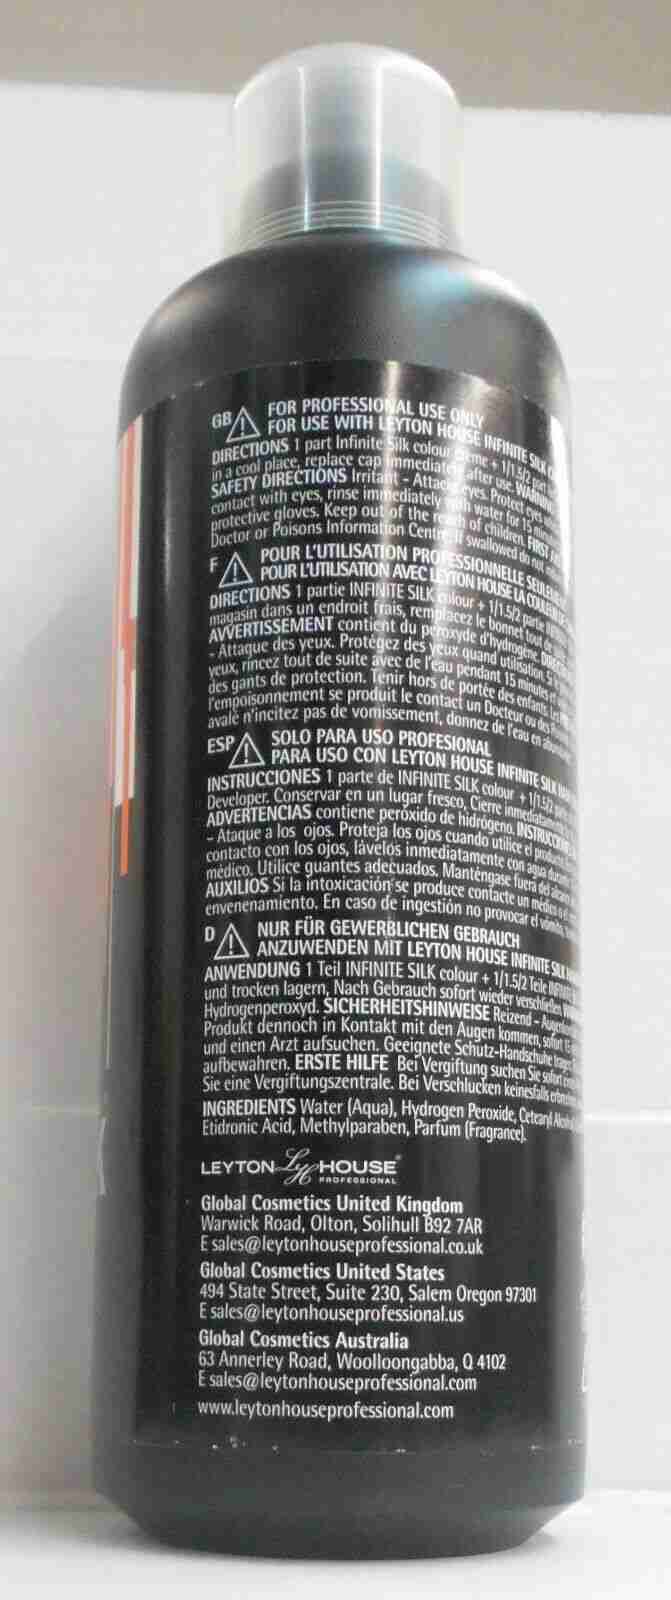 GB FOR PROFESSIONAL USE ONLY
FOR USE WITH LEYTON HOUSE INFINITE SILK
DIRECTIONS 1 part Infinite Silk colour creme + 1/1.5/2 part
in a cool place, replace cap immediately after use.
SAFETY DIRECTIONS Irritant - Attacks eyes. Protect eyes
contact with eyes, rinse immediately with water for 15
protective gloves. Keep out of the reach of children. FIRST
Doctor or Poisons Information Centre. If swallowed do not
F POUR L'UTILISATION PROFESSIONNELLE SEULEMENT
POUR L'UTILISATION AVEC LEYTON HOUSE LA COULEUR DE
DIRECTIONS 1 partie INFINITE SILK colour + 1/1.5/2 partie
magasin dans un endroit frais, remplacez le bonnet tout de
AVVERTISSEMENT contient du peroxyde d'hydrogène.
- Attaque des yeux. Protégez des yeux quand utilisation. Si
yeux, rincez tout de suite avec de l'eau pendant 15 minutes et
des gants de protection. Tenir hors de portée des enfants. Les
l'empoisonnement se produit le contact un Docteur ou des
avalé n'incitez pas de vomissement, donnez de l'eau en
ESP SOLO PARA USO PROFESIONAL
PARA USO CON LEYTON HOUSE INFINITE SILK
INSTRUCCIONES 1 parte de INFINITE SILK colour + 1/1.5/2
Developer. Conservar en un lugar fresco, Cierre
ADVERTENCIAS contiene peróxido de hidrógeno.
- Ataque a los ojos. Proteja los ojos cuando utilice el
contacto con los ojos, lávelos inmediatamente con agua
médico. Utilice guantes adecuados. Manténgase fuera del alcance
AUXILIOS Si la intoxicación se produce contacte un médico o el
envenenamiento. En caso de ingestión no provocar el vómito,
D NUR FÜR GEWERBLICHEN GEBRAUCH
ANZUWENDEN MIT LEYTON HOUSE INFINITE SILK
ANWENDUNG 1 Teil INFINITE SILK colour + 1/1.5/2 Teile
und trocken lagern, Nach Gebrauch sofort wieder verschließen.
Hydrogenperoxyd. SICHERHEITSHINWEISE Reizend -
Produkt dennoch in Kontakt mit den Augen kommen, sofort
und einen Arzt aufsuchen. Geeignete Schutz-Handschuhe tragen
aufbewahren. ERSTE HILFE Bei Vergiftung suchen Sie sofort
Sie eine Vergiftungszentrale. Bei Verschlucken keinesfalls
INGREDIENTS Water (Aqua), Hydrogen Peroxide, Cetearyl Alcohol
Etidronic Acid, Methylparaben, Parfum (Fragrance).
LEYTON LH HOUSE®
PROFESSIONAL
Global Cosmetics United Kingdom
Warwick Road, Olton, Solihull B92 7AR
E sales@leytonhouseprofessional.co.uk
Global Cosmetics United States
494 State Street, Suite 230, Salem Oregon 97301
E sales@leytonhouseprofessional.us
Global Cosmetics Australia
63 Annerley Road, Woolloongabba, Q 4102
E sales@leytonhouseprofessional.com
www.leytonhouseprofessional.com